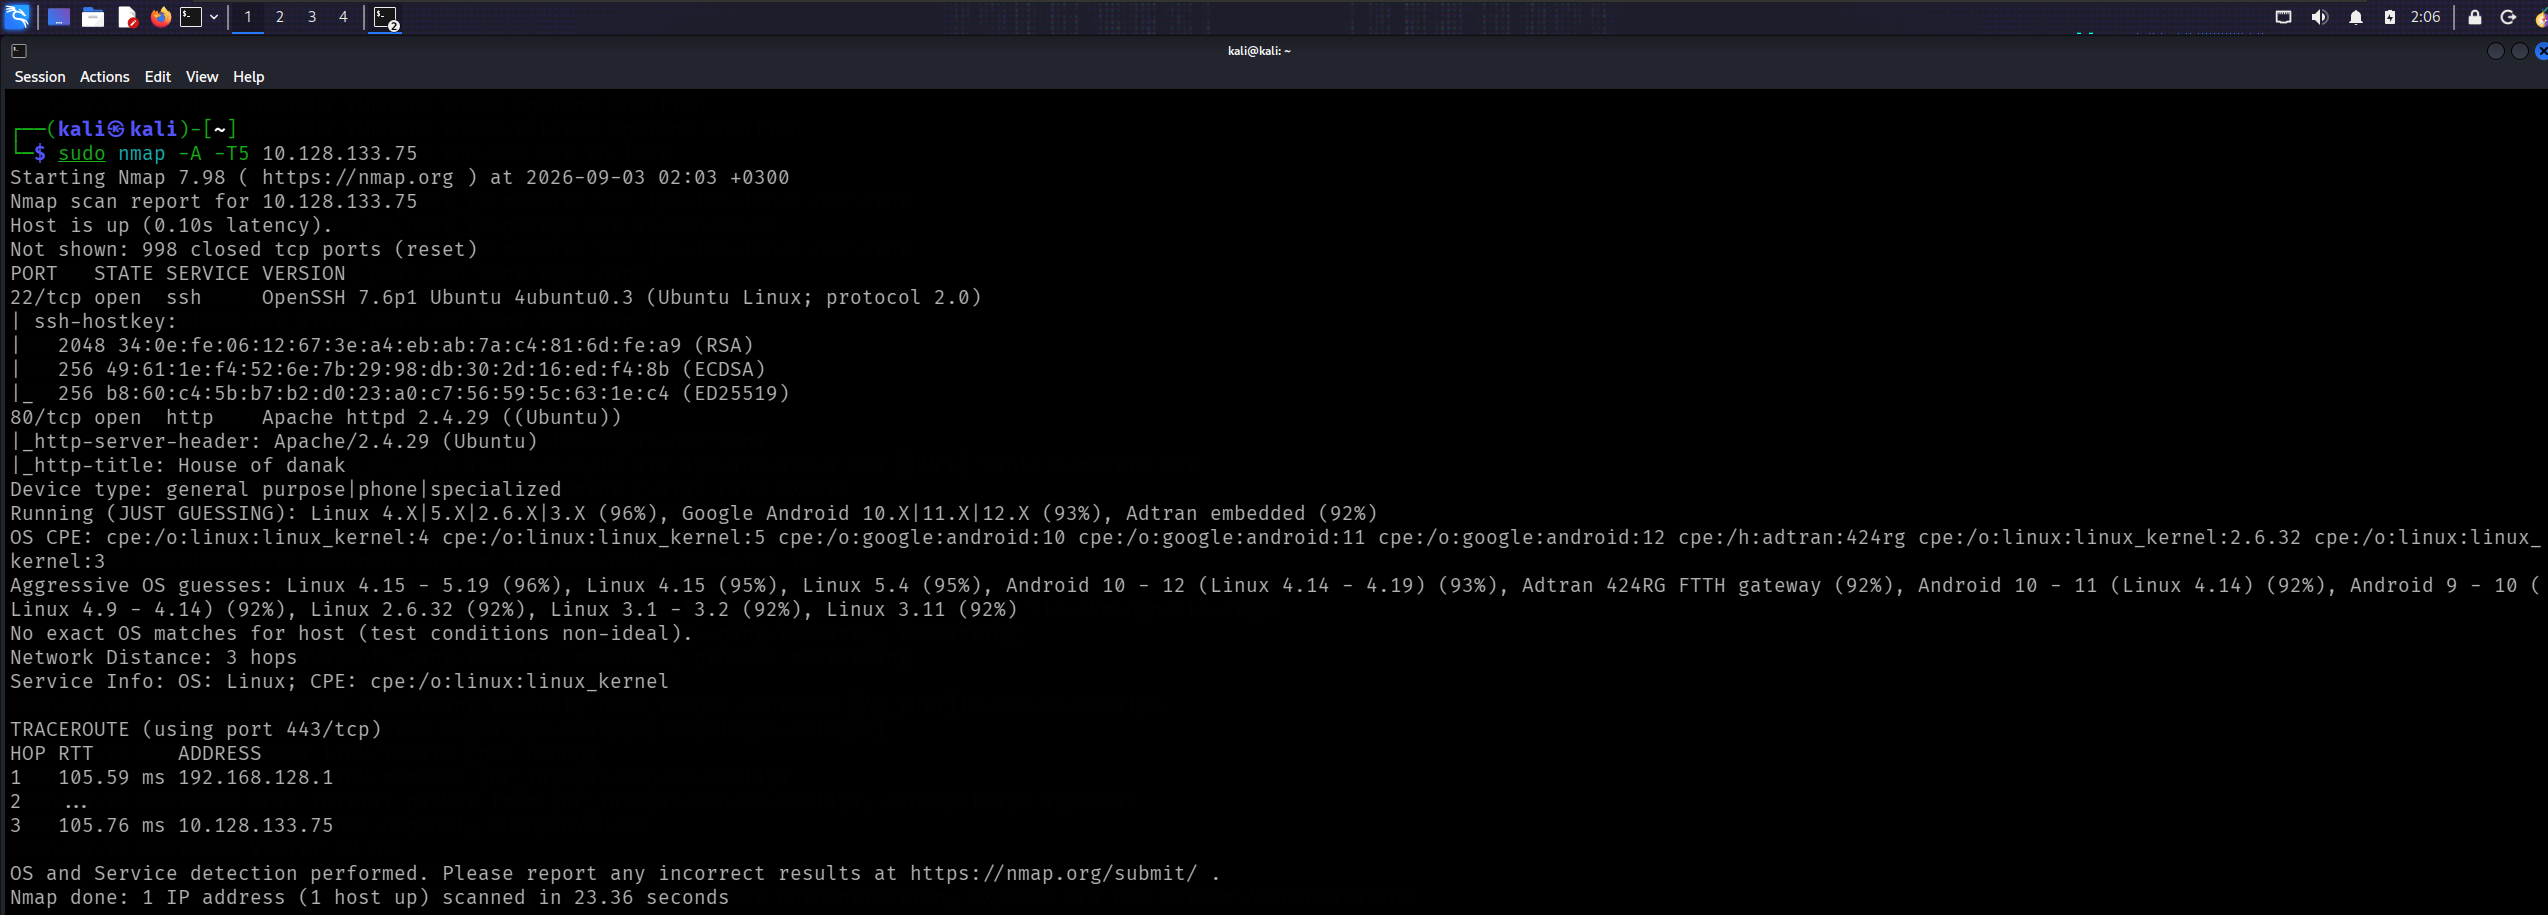 1 2 3 4 2 2:06
kali@kali: ~
Session Actions Edit View Help
┌──(kali㉿kali)-[~]
└─$ sudo nmap -A -T5 10.128.133.75
Starting Nmap 7.98 ( https://nmap.org ) at 2026-09-03 02:03 +0300
Nmap scan report for 10.128.133.75
Host is up (0.10s latency).
Not shown: 998 closed tcp ports (reset)
PORT   STATE SERVICE VERSION
22/tcp open  ssh     OpenSSH 7.6p1 Ubuntu 4ubuntu0.3 (Ubuntu Linux; protocol 2.0)
| ssh-hostkey:
|   2048 34:0e:fe:06:12:67:3e:a4:eb:ab:7a:c4:81:6d:fe:a9 (RSA)
|   256 49:61:1e:f4:52:6e:7b:29:98:db:30:2d:16:ed:f4:8b (ECDSA)
|_  256 b8:60:c4:5b:b7:b2:d0:23:a0:c7:56:59:5c:63:1e:c4 (ED25519)
80/tcp open  http    Apache httpd 2.4.29 ((Ubuntu))
|_http-server-header: Apache/2.4.29 (Ubuntu)
|_http-title: House of danak
Device type: general purpose|phone|specialized
Running (JUST GUESSING): Linux 4.X|5.X|2.6.X|3.X (96%), Google Android 10.X|11.X|12.X (93%), Adtran embedded (92%)
OS CPE: cpe:/o:linux:linux_kernel:4 cpe:/o:linux:linux_kernel:5 cpe:/o:google:android:10 cpe:/o:google:android:11 cpe:/o:google:android:12 cpe:/h:adtran:424rg cpe:/o:linux:linux_kernel:2.6.32 cpe:/o:linux:linux_
kernel:3
Aggressive OS guesses: Linux 4.15 - 5.19 (96%), Linux 4.15 (95%), Linux 5.4 (95%), Android 10 - 12 (Linux 4.14 - 4.19) (93%), Adtran 424RG FTTH gateway (92%), Android 10 - 11 (Linux 4.14) (92%), Android 9 - 10 (
Linux 4.9 - 4.14) (92%), Linux 2.6.32 (92%), Linux 3.1 - 3.2 (92%), Linux 3.11 (92%)
No exact OS matches for host (test conditions non-ideal).
Network Distance: 3 hops
Service Info: OS: Linux; CPE: cpe:/o:linux:linux_kernel
TRACEROUTE (using port 443/tcp)
HOP RTT       ADDRESS
1   105.59 ms 192.168.128.1
2   ...
3   105.76 ms 10.128.133.75
OS and Service detection performed. Please report any incorrect results at https://nmap.org/submit/ .
Nmap done: 1 IP address (1 host up) scanned in 23.36 seconds